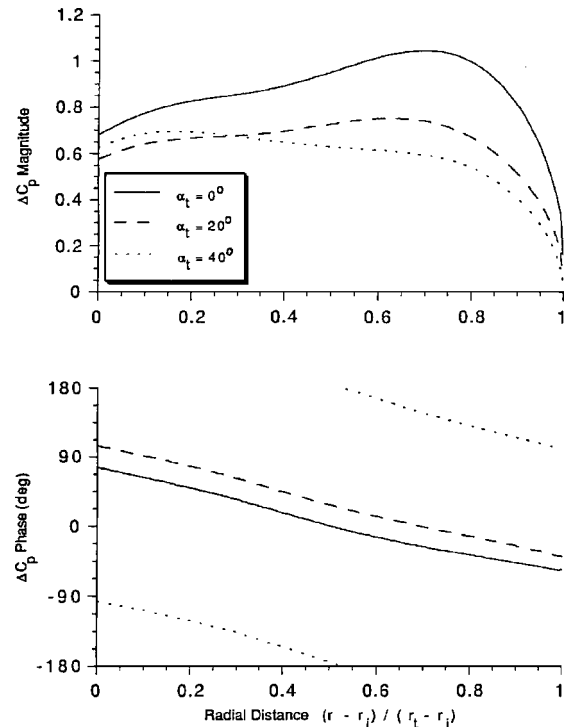 1.2
1
0.8
0.6
0.4
0.2
0
ΔCp Magnitude
αt = 0°
αt = 20°
αt = 40°
0 0.2 0.4 0.6 0.8 1
180
90
0
-90
-180
ΔCp Phase (deg)
0 0.2 0.4 0.6 0.8 1
Radial Distance (r - ri) / ( rt - ri)